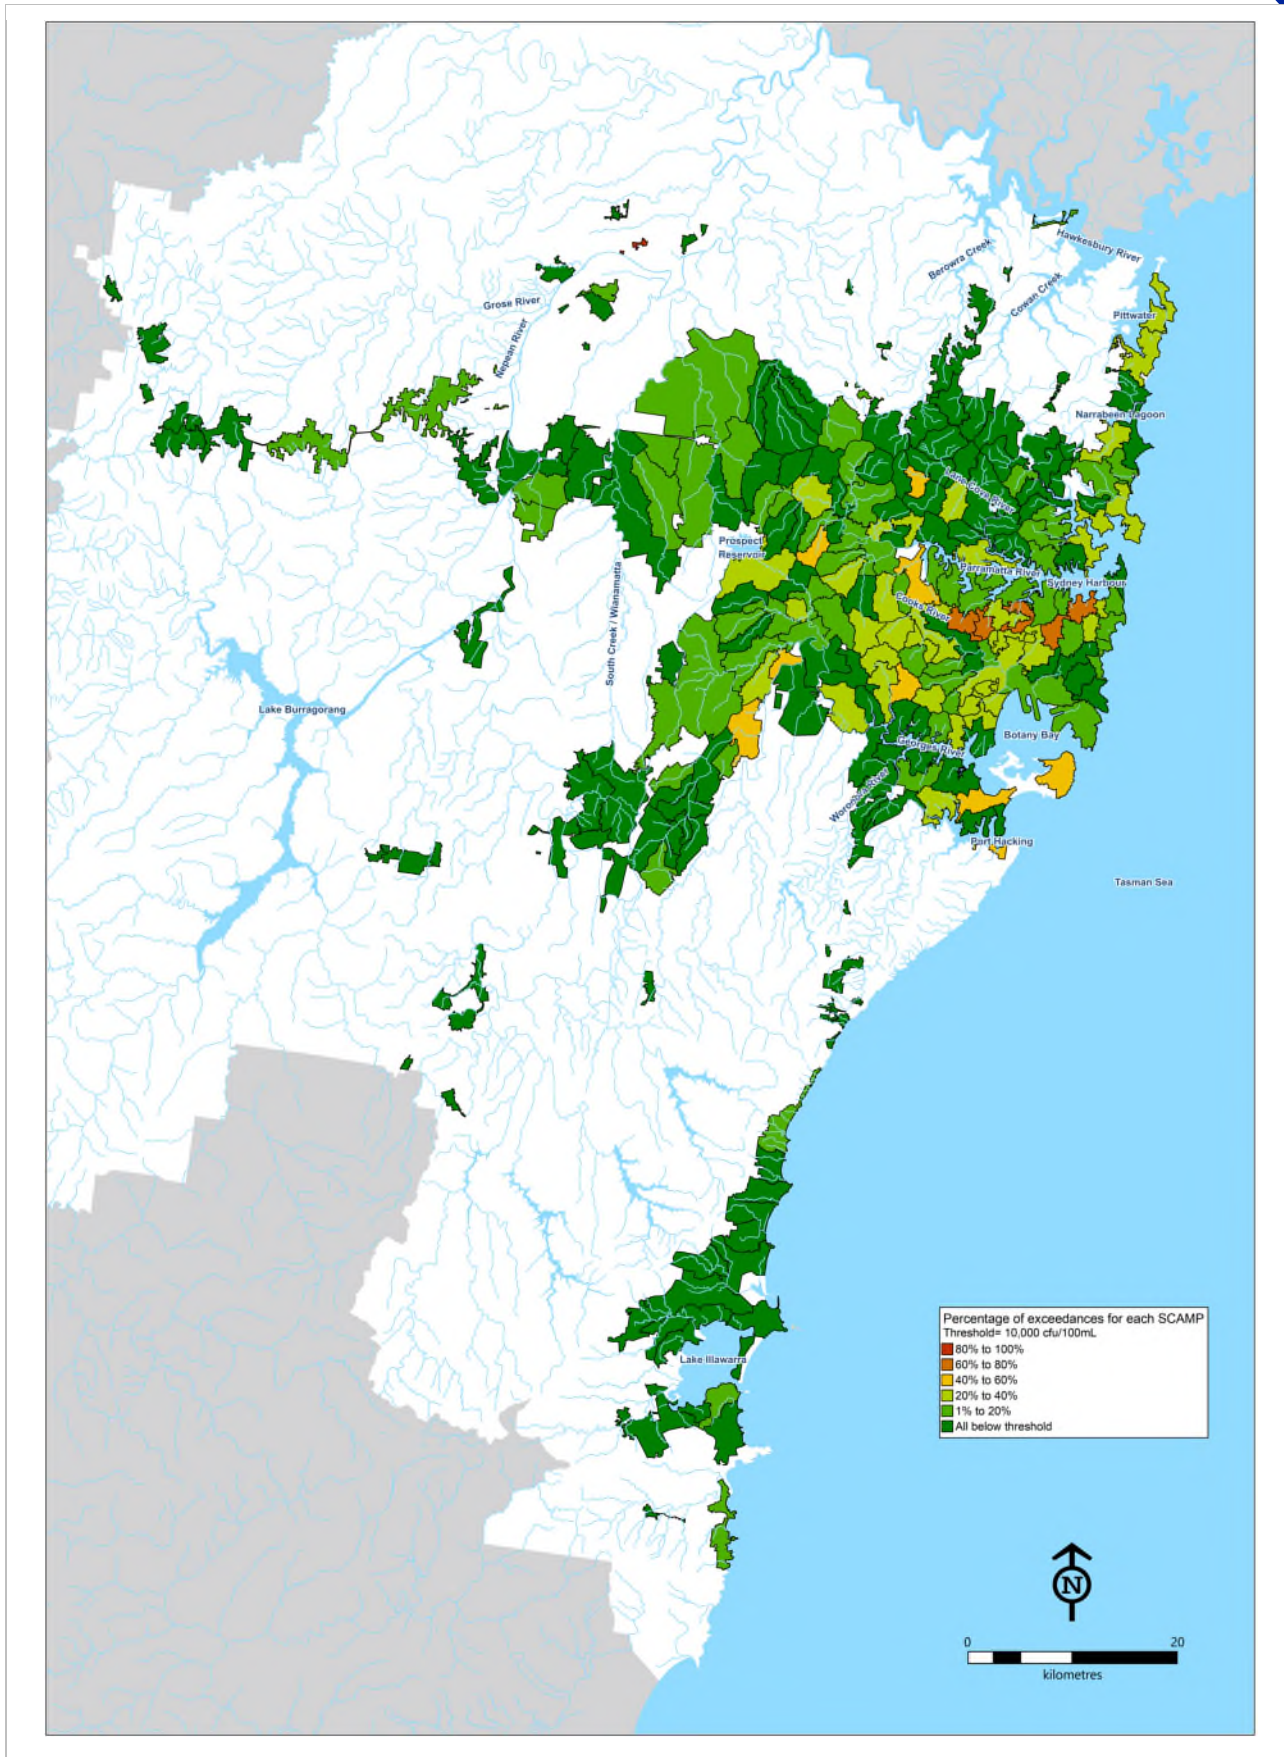 Hawkesbury River
Berowra Creek
Cowan Creek
Grose River
Pittwater
Nepean River
Narrabeen Lagoon
Lane Cove River
Prospect
Reservoir
Parramatta River
Sydney Harbour
Cooks River
South Creek / Wianamatta
Lake Burragorang
Botany Bay
Georges River
Woronora River
Port Hacking
Tasman Sea
Percentage of exceedances for each SCAMP
Threshold= 10,000 cfu/100mL
80% to 100%
60% to 80%
40% to 60%
20% to 40%
1% to 20%
All below threshold
Lake Illawarra
N
0 20
kilometres